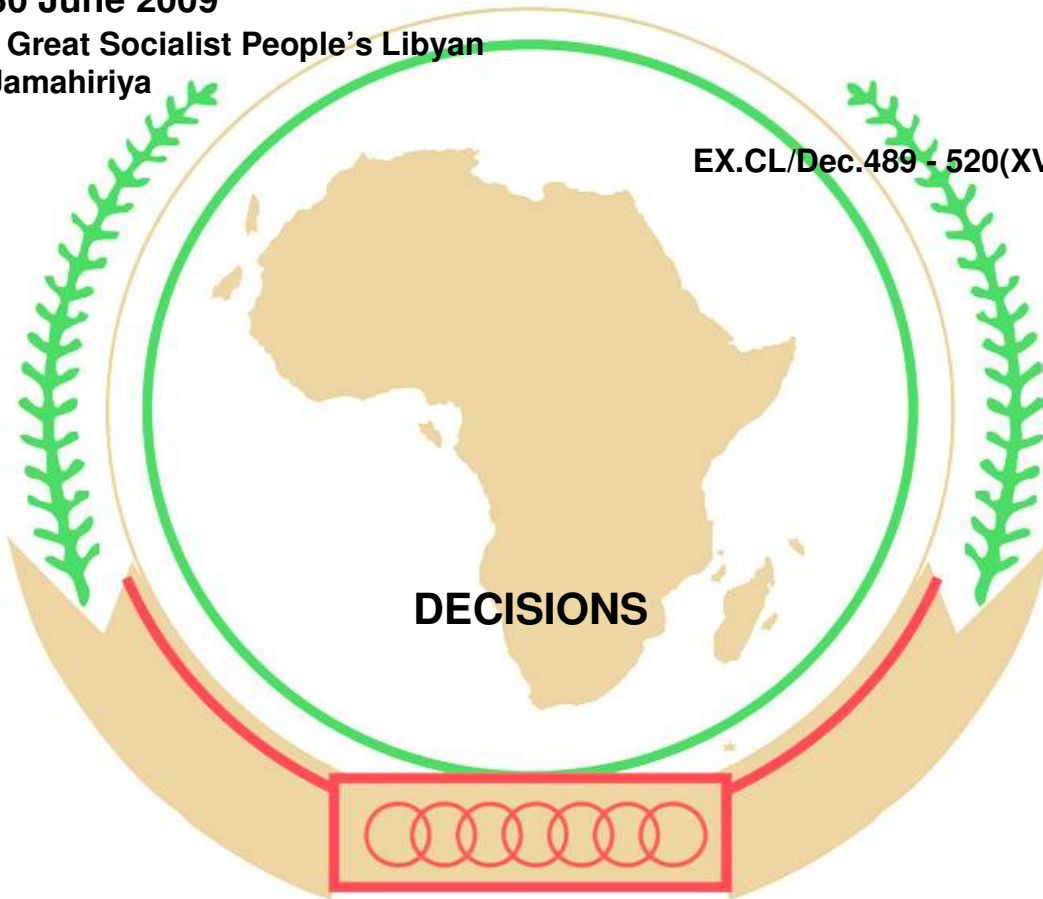 30 June 2009
Great Socialist People’s Libyan
Jamahiriya
EX.CL/Dec.489 - 520(XV
DECISIONS